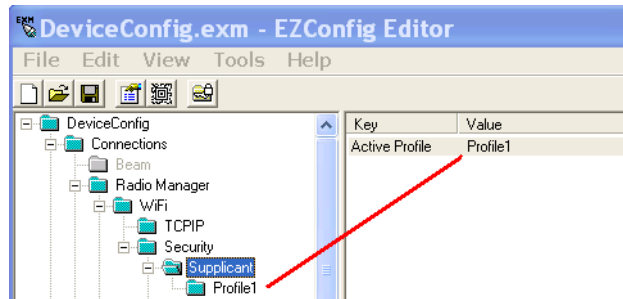 EXM DeviceConfig.exm - EZConfig Editor
File Edit View Tools Help
DeviceConfig
Connections
Beam
Radio Manager
WiFi
TCPIP
Security
Supplicant
Profile1
Key Value
Active Profile Profile1